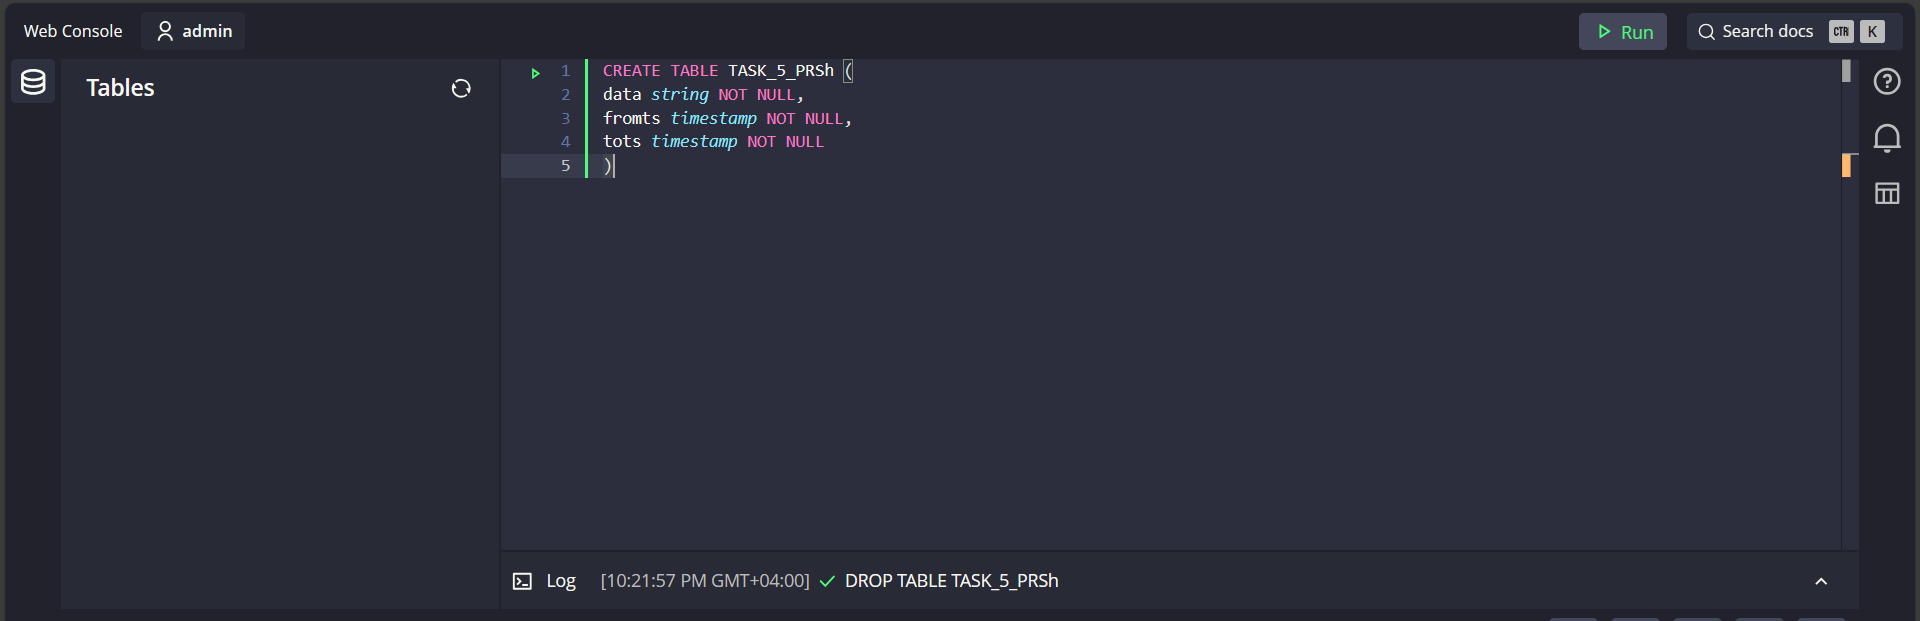 Web Console admin Run Search docs CTRL K
Tables
1 CREATE TABLE TASK_5_PRSh (
2 data string NOT NULL,
3 fromts timestamp NOT NULL,
4 tots timestamp NOT NULL
5 )
Log [10:21:57 PM GMT+04:00] DROP TABLE TASK_5_PRSh